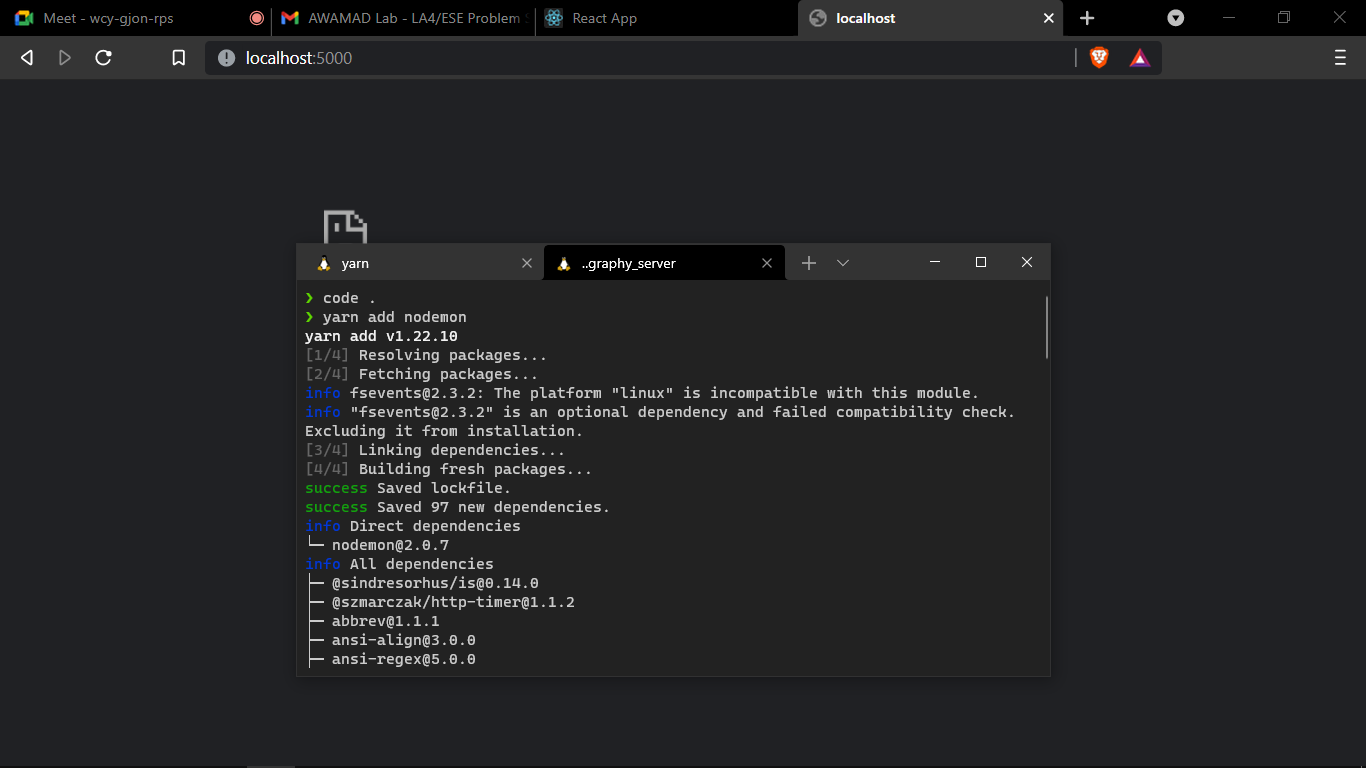 Meet - wcy-gjon-rps
AWAMAD Lab - LA4/ESE Problem S
React App
localhost
localhost:5000
yarn
..graphy_server
❯ code .
❯ yarn add nodemon
yarn add v1.22.10
[1/4] Resolving packages...
[2/4] Fetching packages...
info fsevents@2.3.2: The platform "linux" is incompatible with this module.
info "fsevents@2.3.2" is an optional dependency and failed compatibility check.
Excluding it from installation.
[3/4] Linking dependencies...
[4/4] Building fresh packages...
success Saved lockfile.
success Saved 97 new dependencies.
info Direct dependencies
└─ nodemon@2.0.7
info All dependencies
├─ @sindresorhus/is@0.14.0
├─ @szmarczak/http-timer@1.1.2
├─ abbrev@1.1.1
├─ ansi-align@3.0.0
├─ ansi-regex@5.0.0